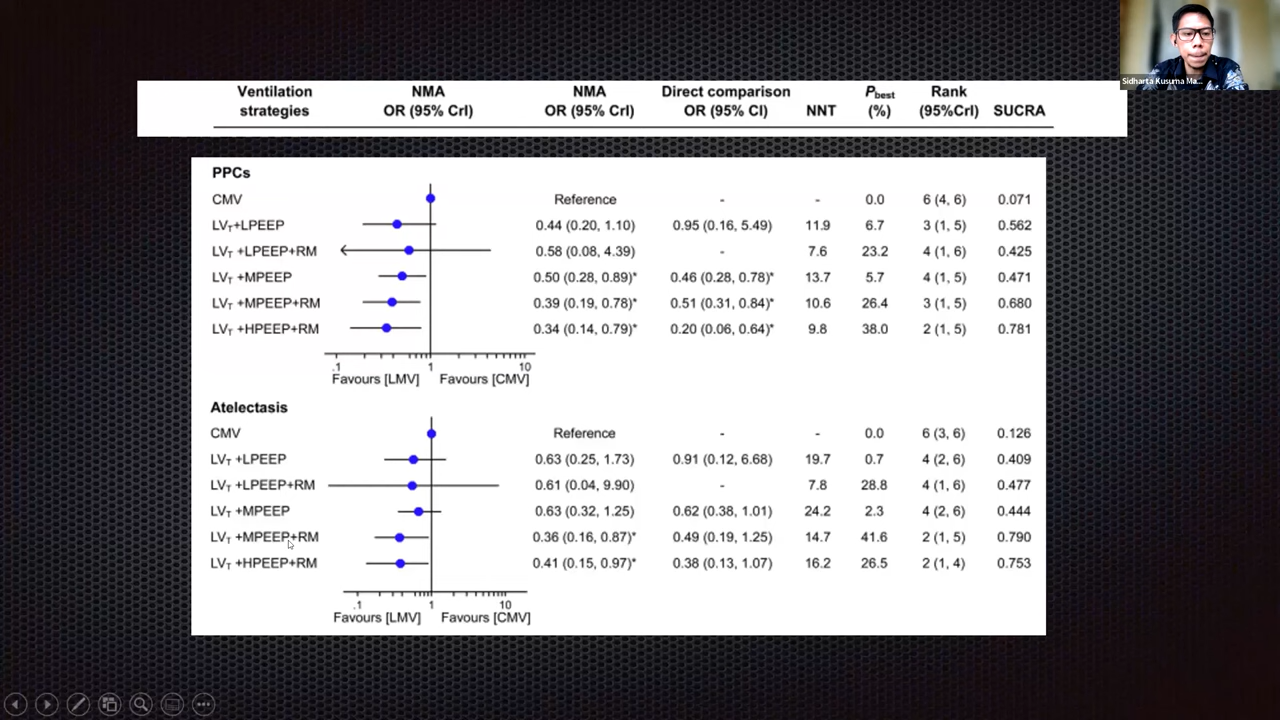 Sidharta Kusuma Ma...
Ventilation strategies NMA OR (95% CrI) NMA OR (95% CrI) Direct comparison OR (95% CI) NNT Pbest (%) Rank (95%CrI) SUCRA
PPCs
CMV Reference - - 0.0 6 (4, 6) 0.071
LVT+LPEEP 0.44 (0.20, 1.10) 0.95 (0.16, 5.49) 11.9 6.7 3 (1, 5) 0.562
LVT +LPEEP+RM 0.58 (0.08, 4.39) - 7.6 23.2 4 (1, 6) 0.425
LVT +MPEEP 0.50 (0.28, 0.89)* 0.46 (0.28, 0.78)* 13.7 5.7 4 (1, 5) 0.471
LVT +MPEEP+RM 0.39 (0.19, 0.78)* 0.51 (0.31, 0.84)* 10.6 26.4 3 (1, 5) 0.680
LVT +HPEEP+RM 0.34 (0.14, 0.79)* 0.20 (0.06, 0.64)* 9.8 38.0 2 (1, 5) 0.781
.1 1 10
Favours [LMV] Favours [CMV]
Atelectasis
CMV Reference - - 0.0 6 (3, 6) 0.126
LVT +LPEEP 0.63 (0.25, 1.73) 0.91 (0.12, 6.68) 19.7 0.7 4 (2, 6) 0.409
LVT +LPEEP+RM 0.61 (0.04, 9.90) - 7.8 28.8 4 (1, 6) 0.477
LVT +MPEEP 0.63 (0.32, 1.25) 0.62 (0.38, 1.01) 24.2 2.3 4 (2, 6) 0.444
LVT +MPEEP+RM 0.36 (0.16, 0.87)* 0.49 (0.19, 1.25) 14.7 41.6 2 (1, 5) 0.790
LVT +HPEEP+RM 0.41 (0.15, 0.97)* 0.38 (0.13, 1.07) 16.2 26.5 2 (1, 4) 0.753
.1 1 10
Favours [LMV] Favours [CMV]